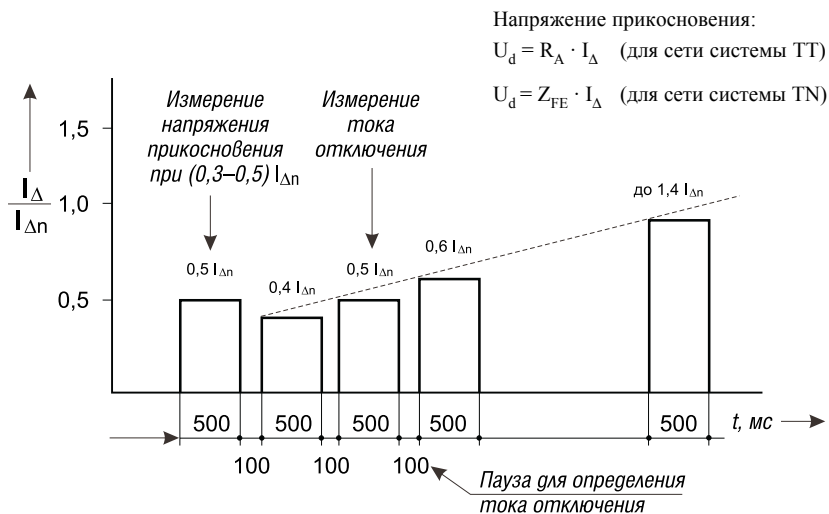 Напряжение прикосновения:
U_d = R_A · I_Δ (для сети системы TT)
U_d = Z_FE · I_Δ (для сети системы TN)
I_Δ
I_Δn
1,5
1,0
0,5
Измерение
напряжения
прикосновения
при (0,3–0,5) I_Δn
Измерение
тока
отключения
0,5 I_Δn
0,4 I_Δn
0,5 I_Δn
0,6 I_Δn
до 1,4 I_Δn
500 500 500 500 500 t, мс
100 100 100
Пауза для определения
тока отключения